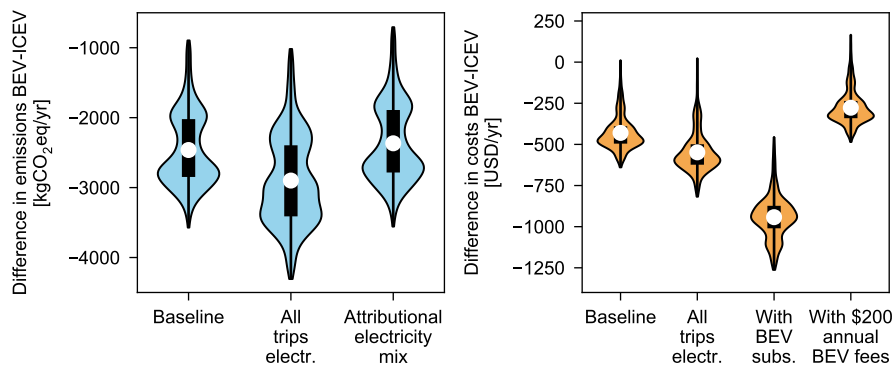 Difference in emissions BEV-ICEV
[kgCO₂eq/yr]
−1000
−2000
−3000
−4000
Baseline
All
trips
electr.
Attributional
electricity
mix
Difference in costs BEV-ICEV
[USD/yr]
250
0
−250
−500
−750
−1000
−1250
Baseline
All
trips
electr.
With
BEV
subs.
With $200
annual
BEV fees